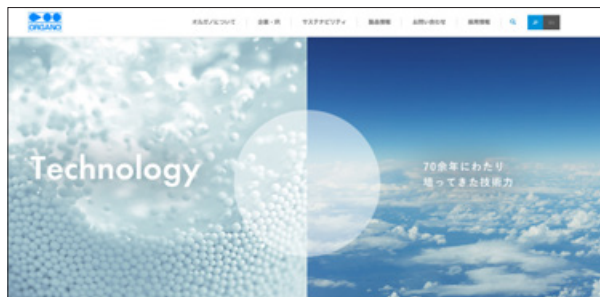 ORGANO
オルガノについて
企業・IR
サステナビリティ
製品情報
お問い合わせ
採用情報
JP
Technology
70余年にわたり
培ってきた技術力